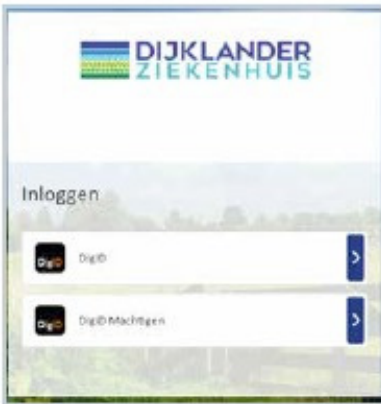 DIJKLANDER
ZIEKENHUIS
Inloggen
DigiD
DigiD
DigiD
DigiD Machtigen